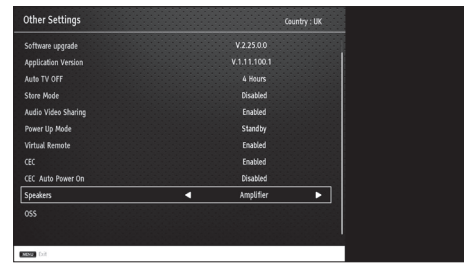 Other Settings Country : UK
Software upgrade V.2.25.0.0
Application Version V.1.11.100.1
Auto TV OFF 4 Hours
Store Mode Disabled
Audio Video Sharing Enabled
Power Up Mode Standby
Virtual Remote Enabled
CEC Enabled
CEC Auto Power On Disabled
Speakers Amplifier
OSS
MENU Exit